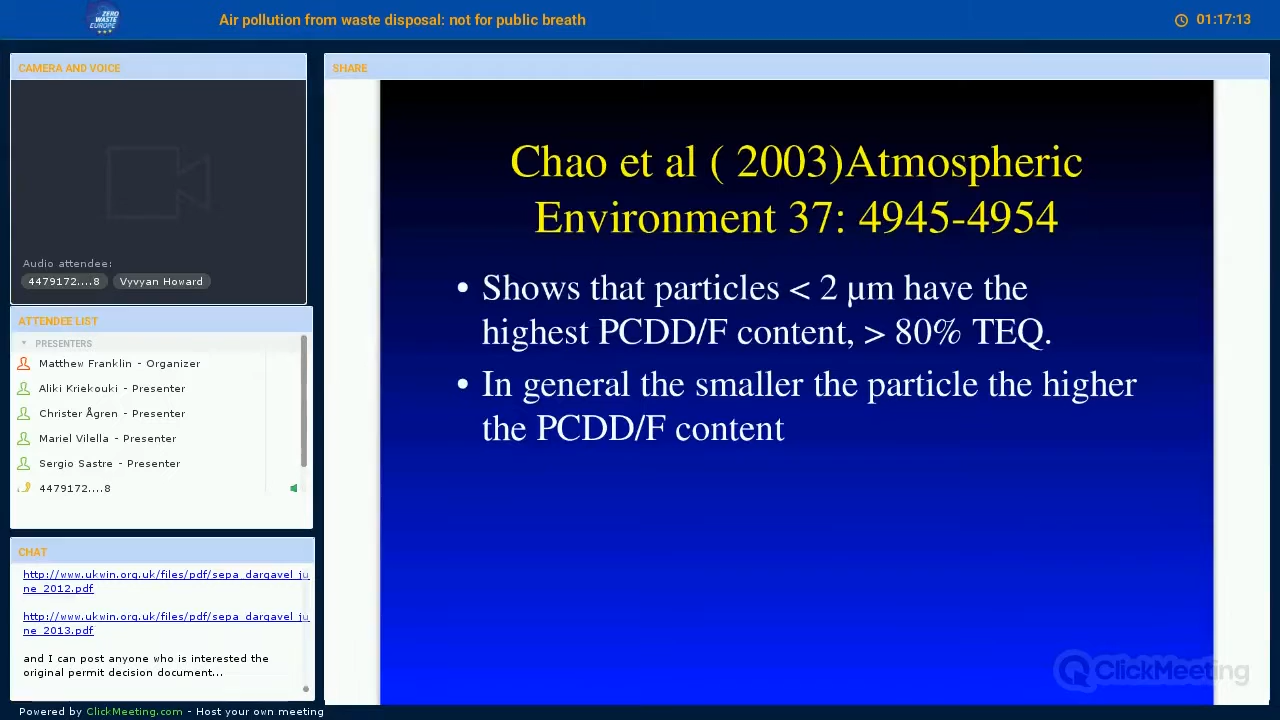 ZERO
WASTE
EUROPE
Air pollution from waste disposal: not for public breath
01:17:13
CAMERA AND VOICE
Audio attendee:
4479172....8
Vyvyan Howard
ATTENDEE LIST
PRESENTERS
Matthew Franklin - Organizer
Aliki Kriekouki - Presenter
Christer Ågren - Presenter
Mariel Vilella - Presenter
Sergio Sastre - Presenter
4479172....8
CHAT
http://www.ukwin.org.uk/files/pdf/sepa_dargavel_ju
ne_2012.pdf
http://www.ukwin.org.uk/files/pdf/sepa_dargavel_ju
ne_2013.pdf
and I can post anyone who is interested the
original permit decision document...
SHARE
Chao et al ( 2003)Atmospheric
Environment 37: 4945-4954
• Shows that particles < 2 µm have the
highest PCDD/F content, > 80% TEQ.
• In general the smaller the particle the higher
the PCDD/F content
ClickMeeting
Powered by ClickMeeting.com - Host your own meeting